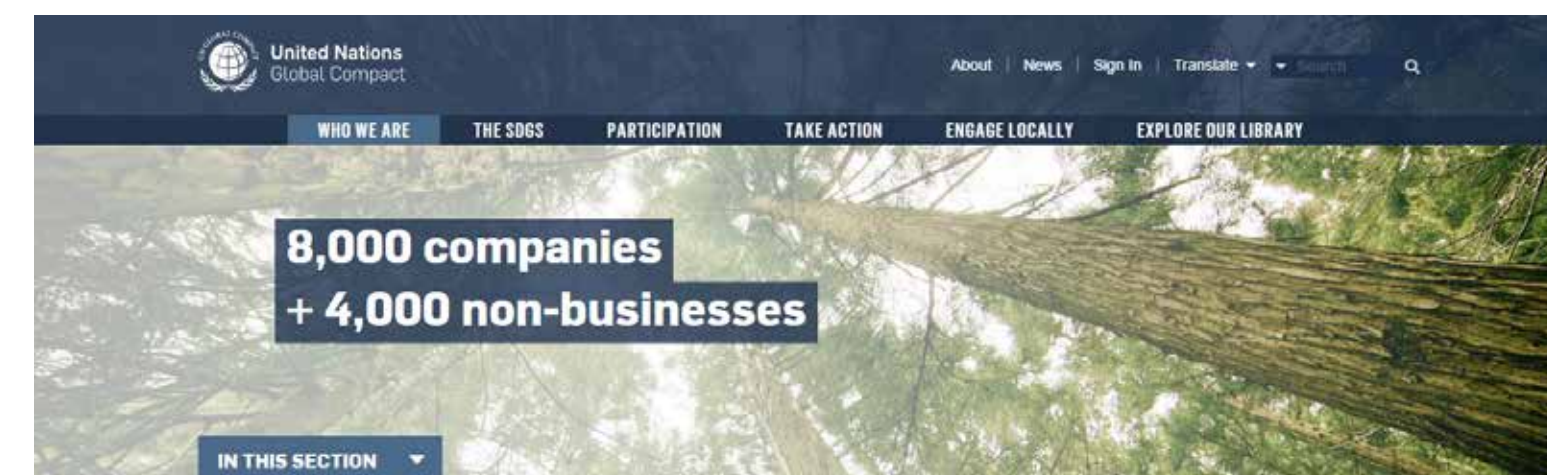 United Nations
Global Compact
About | News | Sign In | Translate Search
WHO WE ARE THE SDGS PARTICIPATION TAKE ACTION ENGAGE LOCALLY EXPLORE OUR LIBRARY
8,000 companies
+ 4,000 non-businesses
IN THIS SECTION